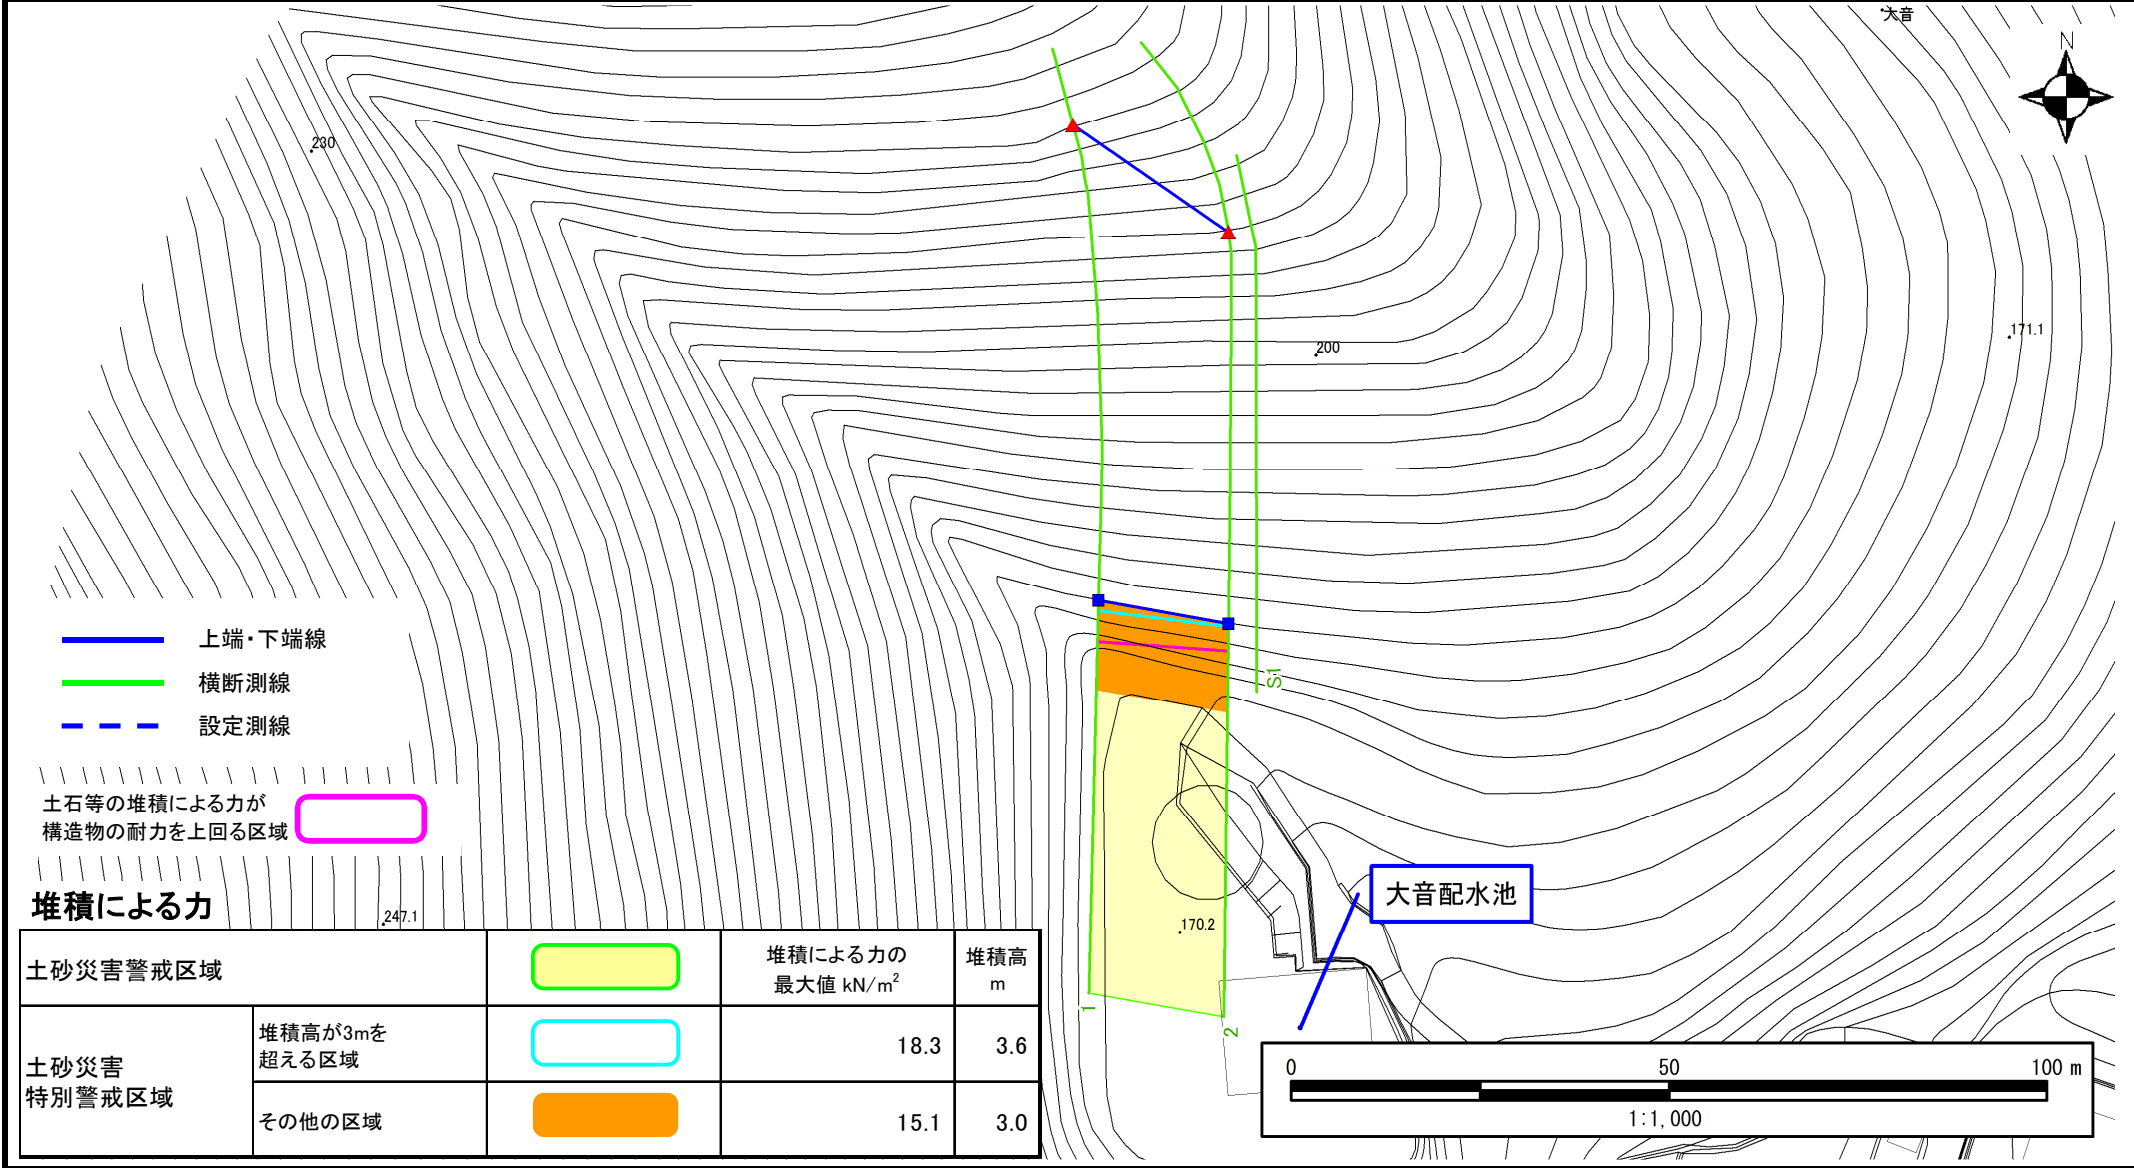 大音
N
230
171.1
200
上端・下端線
横断測線
設定測線
S1
土石等の堆積による力が
構造物の耐力を上回る区域
大音配水池
堆積による力
247.1
170.2
土砂災害警戒区域
堆積による力の
最大値 kN/m²
堆積高
m
1
2
土砂災害
特別警戒区域
堆積高が3mを
超える区域
18.3
3.6
その他の区域
15.1
3.0
0
50
100 m
1:1,000